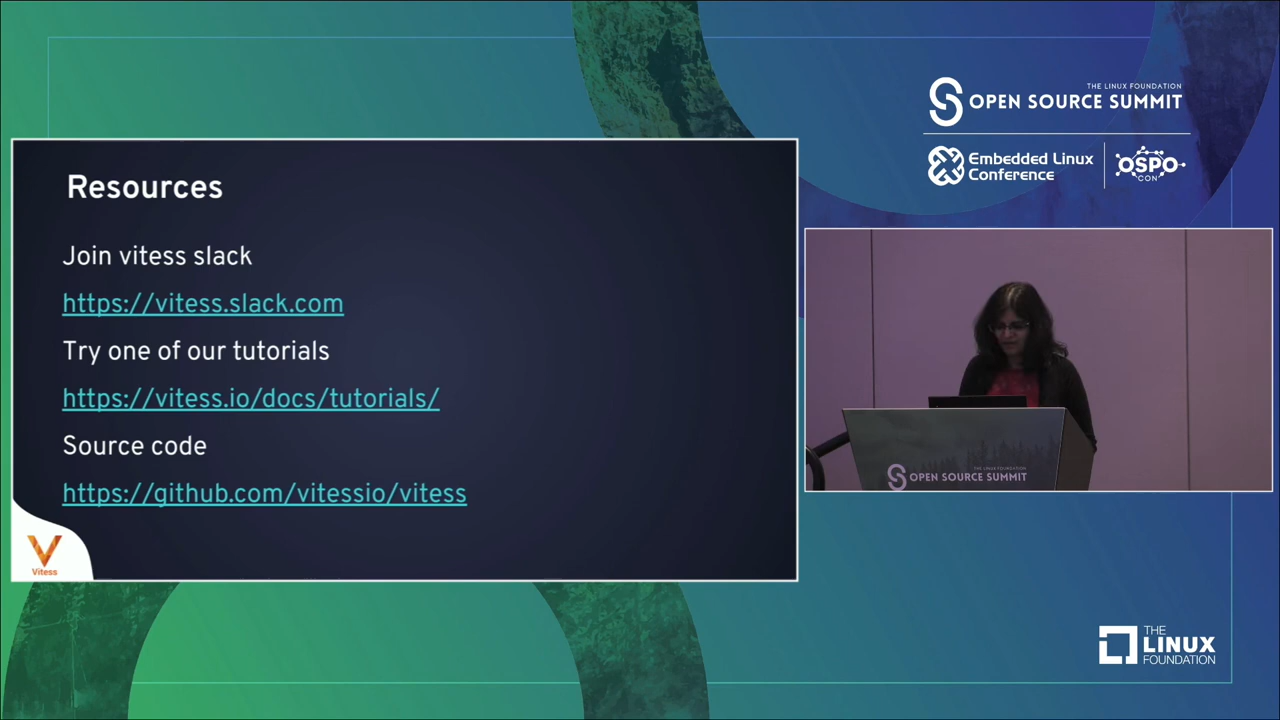 Resources
Join vitess slack
https://vitess.slack.com
Try one of our tutorials
https://vitess.io/docs/tutorials/
Source code
https://github.com/vitessio/vitess
Vitess
THE LINUX FOUNDATION
OPEN SOURCE SUMMIT
Embedded Linux
Conference
OSPO
CON
THE LINUX FOUNDATION
OPEN SOURCE SUMMIT
THE
LINUX
FOUNDATION